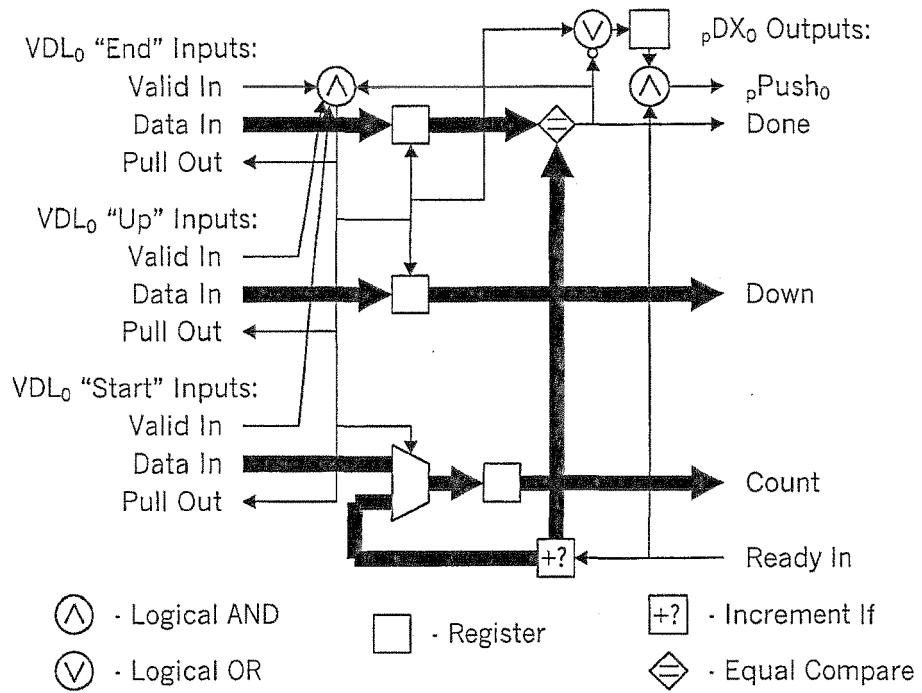 VDL₀ "End" Inputs:
Valid In
Data In
Pull Out
VDL₀ "Up" Inputs:
Valid In
Data In
Pull Out
VDL₀ "Start" Inputs:
Valid In
Data In
Pull Out
∨
∧
∧
=
+?
ₚDX₀ Outputs:
ₚPush₀
Done
Down
Count
Ready In
∧ - Logical AND
∨ - Logical OR
- Register
+? - Increment If
= - Equal Compare